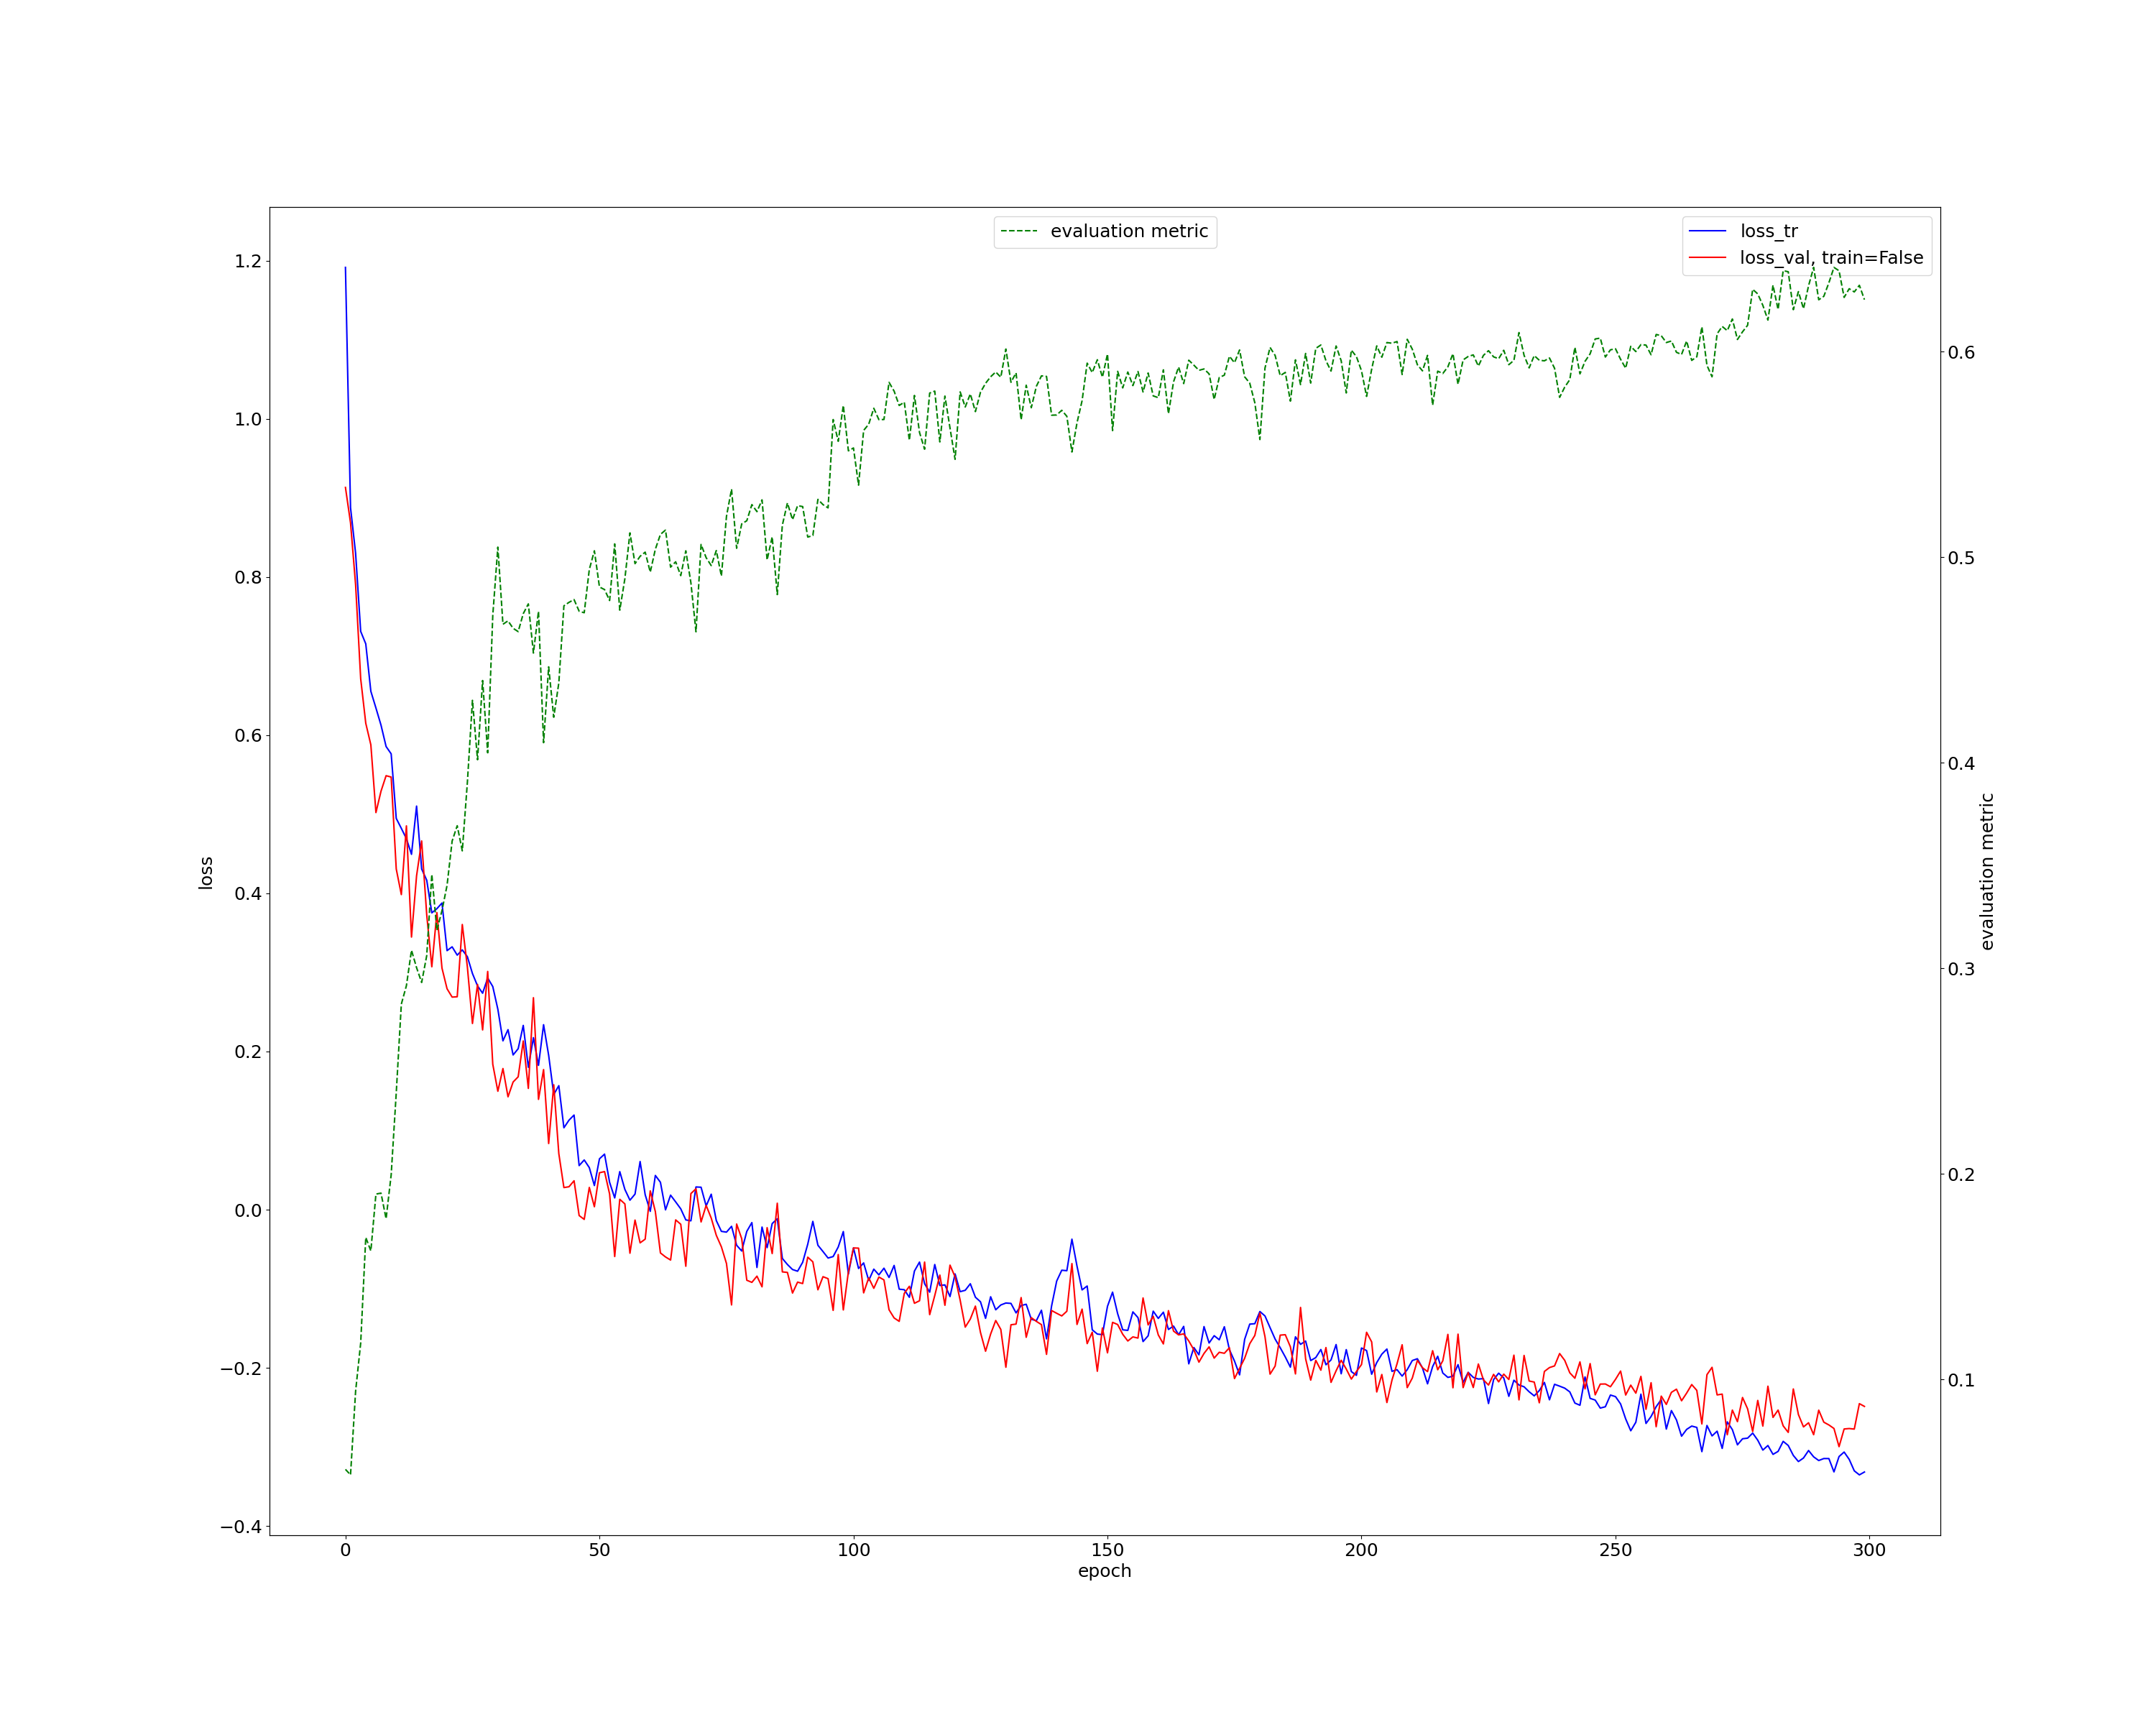 evaluation metric
loss_tr
loss_val, train=False
1.2
1.0
0.8
0.6
0.4
0.2
0.0
−0.2
−0.4
loss
0.6
0.5
0.4
0.3
0.2
0.1
evaluation metric
0 50 100 150 200 250 300
epoch